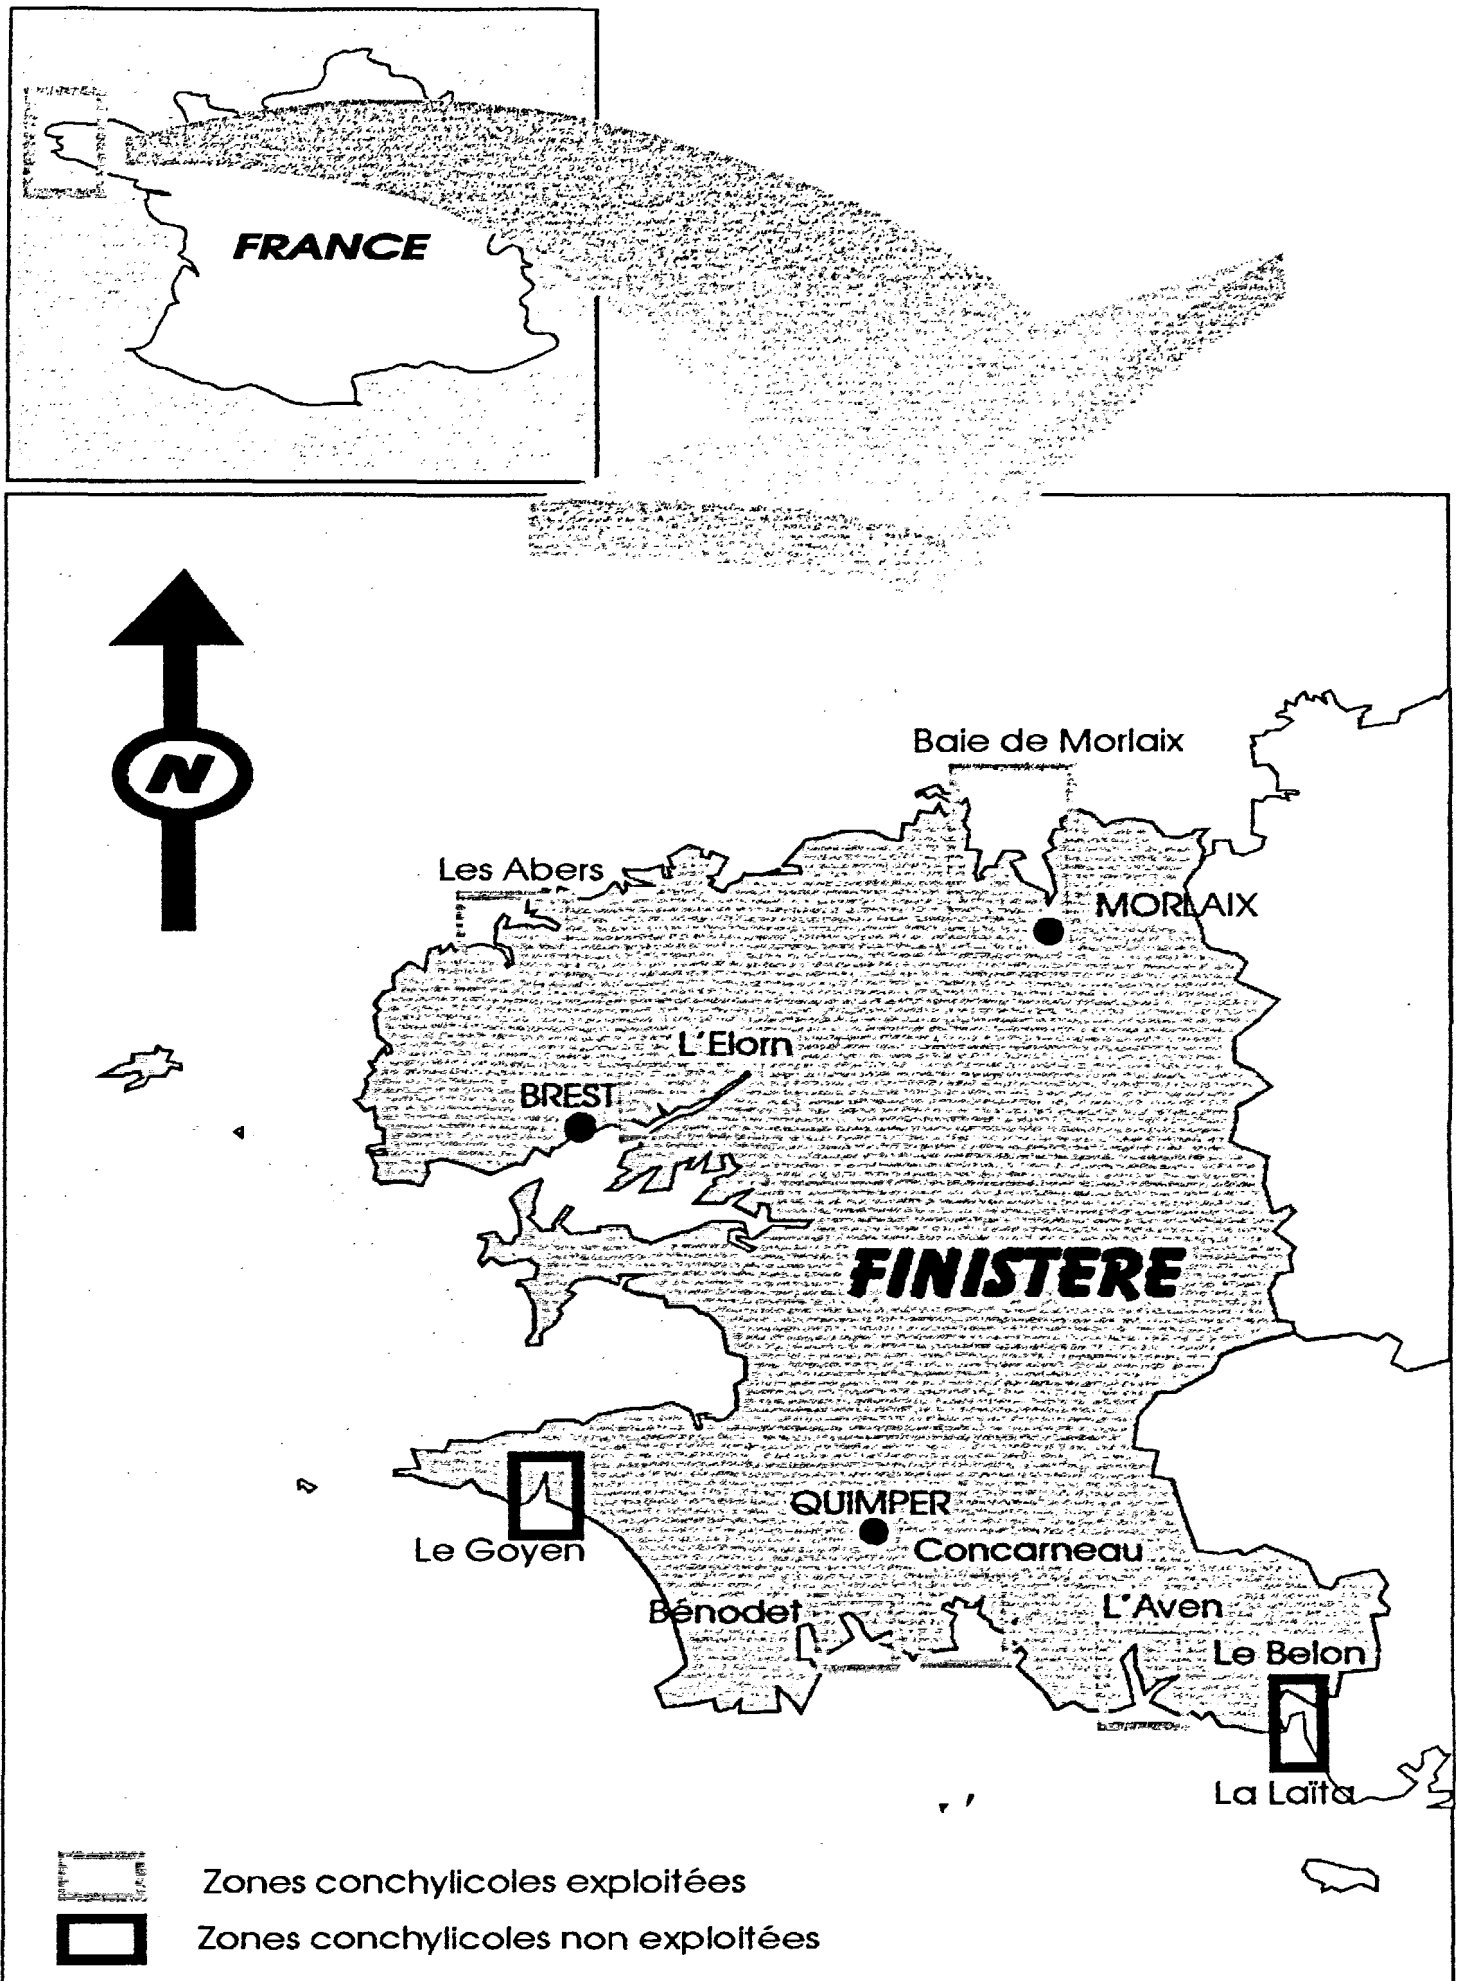 FRANCE
N
Baie de Morlaix
Les Abers
MORLAIX
L'Elorn
BREST
FINISTERE
QUIMPER
Le Goyen
Concarneau
Bénodet
L'Aven
Le Belon
La Laïta
Zones conchylicoles exploitées
Zones conchylicoles non exploitées